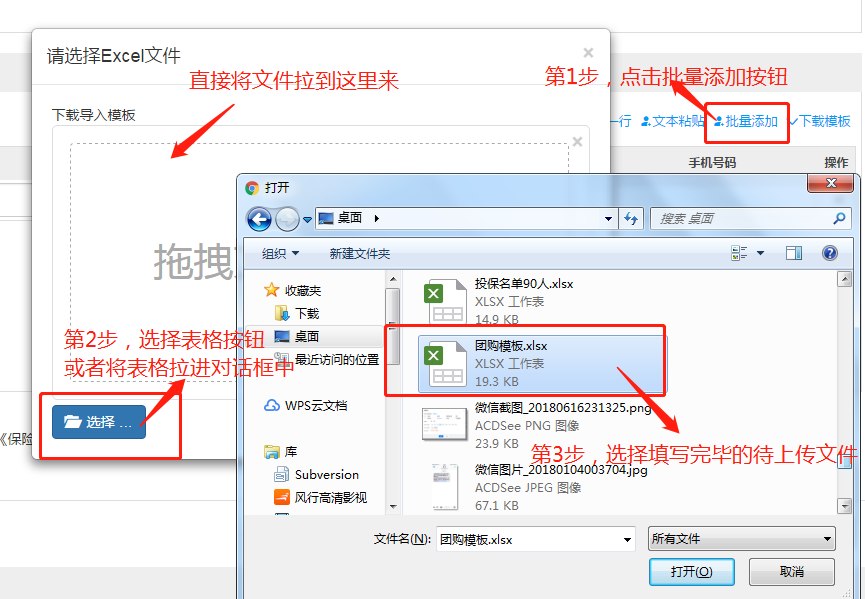 请选择Excel文件
×
直接将文件拉到这里来
第1步，点击批量添加按钮
下载导入模板
一行
文本粘贴
批量添加
下载模板
×
手机号码
操作
打开
桌面
搜索 桌面
拖拽
组织
新建文件夹
收藏夹
下载
桌面
最近访问的位置
WPS云文档
库
Subversion
风行高清影视
投保名单90人.xlsx
XLSX 工作表
14.9 KB
团购模板.xlsx
XLSX 工作表
19.3 KB
微信截图_20180616231325.png
ACDSee PNG 图像
23.9 KB
微信图片_20180104003704.jpg
ACDSee JPEG 图像
67.1 KB
第2步，选择表格按钮
或者将表格拉进对话框中
选择 ...
《保险
第3步，选择填写完毕的待上传文件
文件名(N):
团购模板.xlsx
所有文件
打开(O)
取消